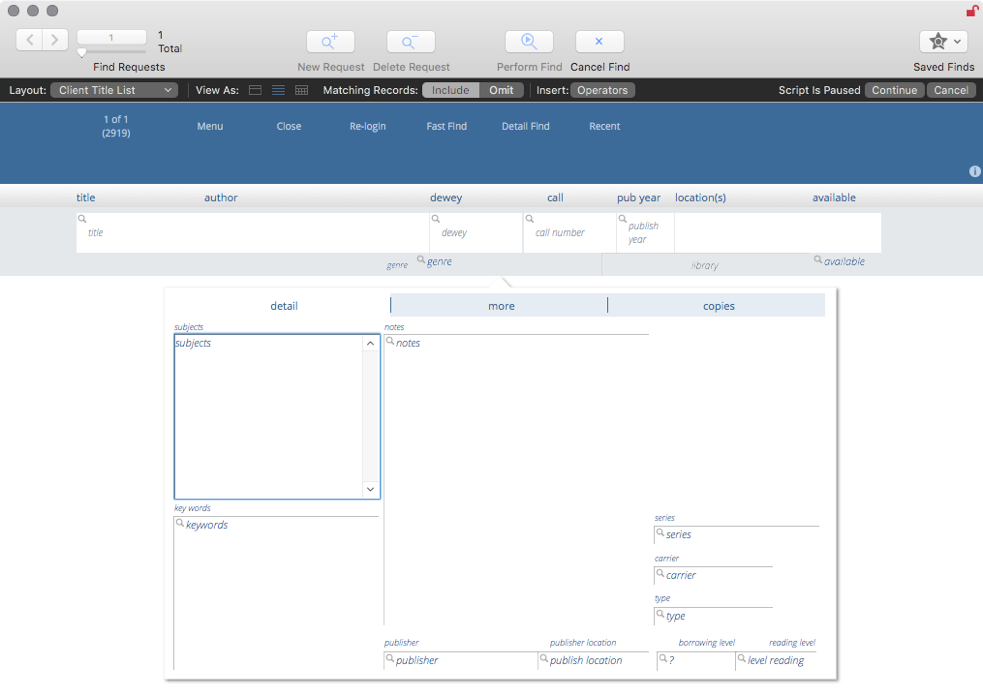 1
1
Total
Find Requests
New Request
Delete Request
Perform Find
Cancel Find
Saved Finds
Layout: Client Title List
View As:
Matching Records: Include Omit
Insert: Operators
Script Is Paused Continue Cancel
1 of 1
(2919)
Menu
Close
Re-login
Fast Find
Detail Find
Recent
title
author
dewey
call
pub year
location(s)
available
title
dewey
call number
publish
year
genre
genre
library
available
detail
more
copies
subjects
subjects
notes
notes
key words
keywords
series
series
carrier
carrier
type
type
publisher
publisher
publisher location
publish location
borrowing level
?
reading level
level reading